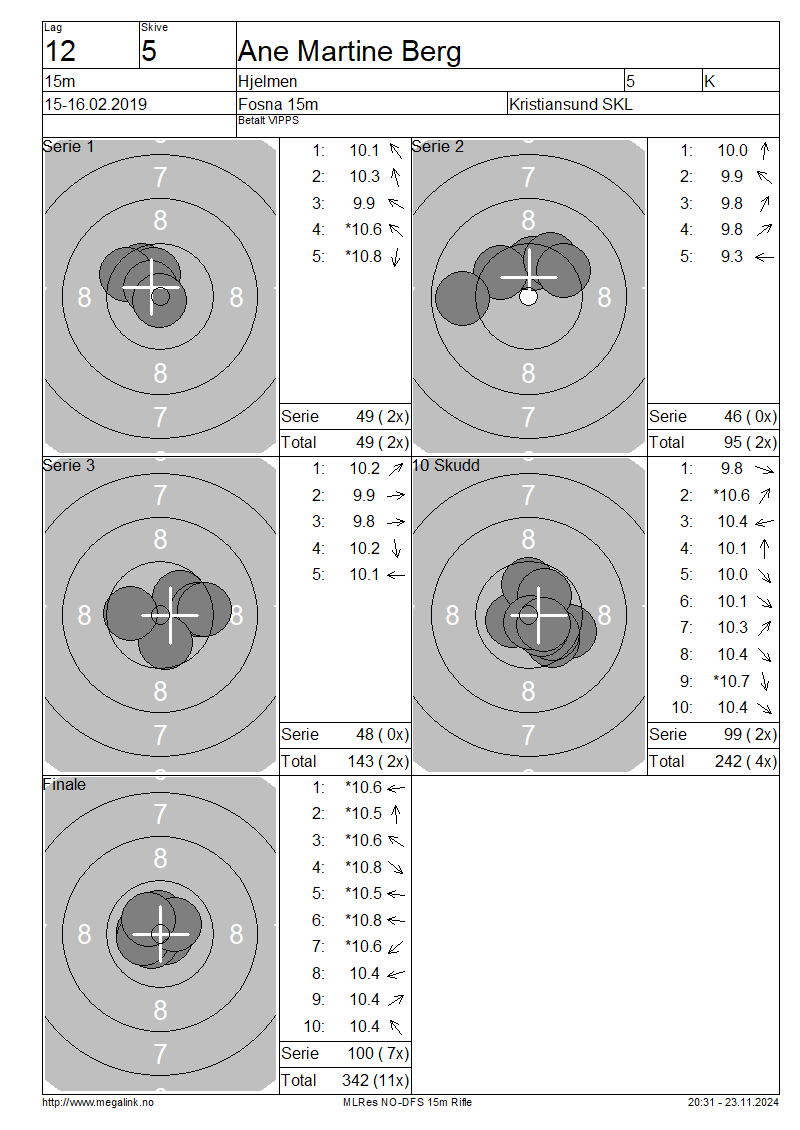 Lag
Skive
12
5
Ane Martine Berg
15m
Hjelmen
5
K
15-16.02.2019
Fosna 15m
Kristiansund SKL
Betalt VIPPS
Serie 1
7
8
8
8
8
7
1: 10.1
2: 10.3
3: 9.9
4: *10.6
5: *10.8
Serie 49 ( 2x)
Total 49 ( 2x)
Serie 2
7
8
8
8
7
1: 10.0
2: 9.9
3: 9.8
4: 9.8
5: 9.3
Serie 46 ( 0x)
Total 95 ( 2x)
Serie 3
7
8
8
8
8
7
1: 10.2
2: 9.9
3: 9.8
4: 10.2
5: 10.1
Serie 48 ( 0x)
Total 143 ( 2x)
10 Skudd
7
8
8
8
8
7
1: 9.8
2: *10.6
3: 10.4
4: 10.1
5: 10.0
6: 10.1
7: 10.3
8: 10.4
9: *10.7
10: 10.4
Serie 99 ( 2x)
Total 242 ( 4x)
Finale
7
8
8
8
8
7
1: *10.6
2: *10.5
3: *10.6
4: *10.8
5: *10.5
6: *10.8
7: *10.6
8: 10.4
9: 10.4
10: 10.4
Serie 100 ( 7x)
Total 342 (11x)
http://www.megalink.no
MLRes NO-DFS 15m Rifle
20:31 - 23.11.2024